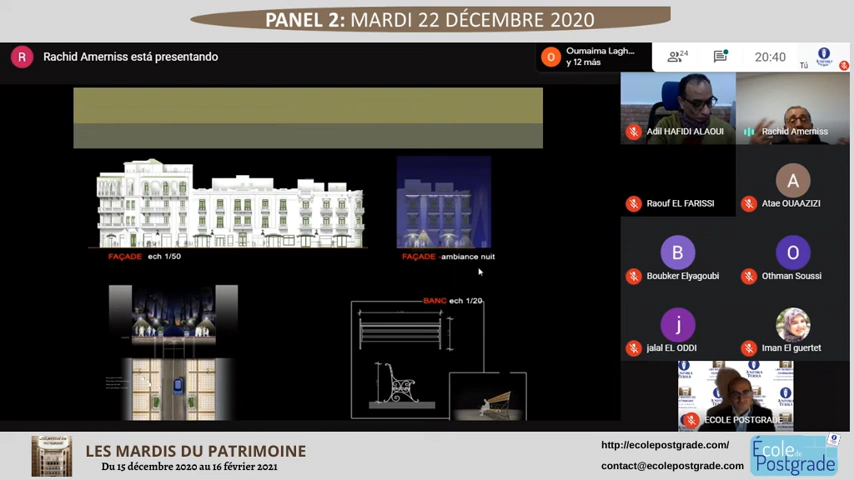 PANEL 2: MARDI 22 DÉCEMBRE 2020
R
Rachid Amerniss está presentando
O
Oumaima Lagh...
y 12 más
24
20:40
Tú
Adil HAFIDI ALAOUI
Rachid Amerniss
Raouf EL FARISSI
A
Atae OUAAZIZI
B
Boubker Elyagoubi
O
Othman Soussi
j
jalal EL ODDI
Iman El guertet
ECOLE POSTGRADE
FAÇADE ech 1/50
FAÇADE -ambiance nuit
BANC ech 1/20
LES MARDIS DU PATRIMOINE
Du 15 décembre 2020 au 16 février 2021
http://ecolepostgrade.com/
contact@ecolepostgrade.com
École
de
Postgrade